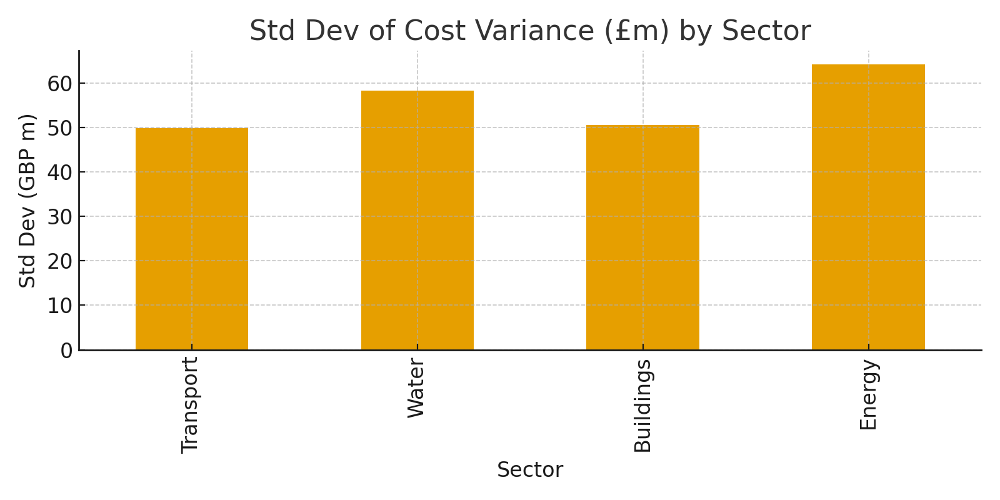 Std Dev of Cost Variance (£m) by Sector
Std Dev (GBP m)
60
50
40
30
20
10
0
Transport
Water
Buildings
Energy
Sector